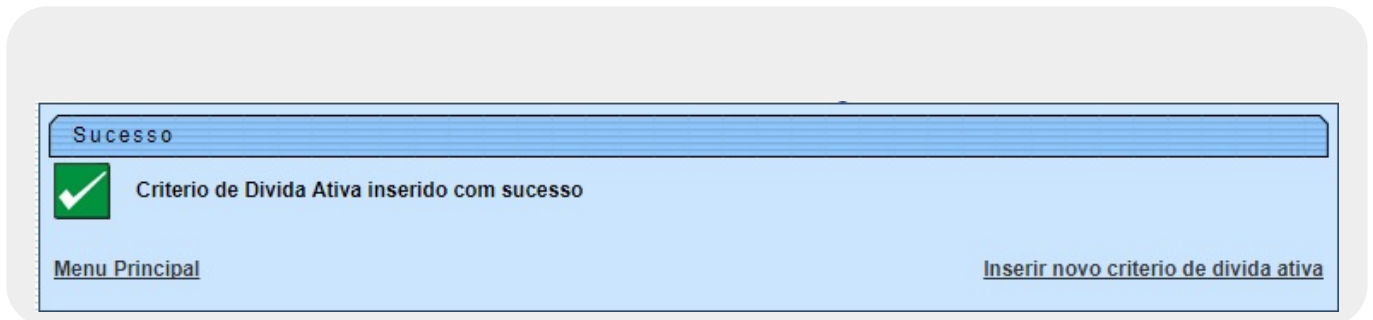 Sucesso
Criterio de Divida Ativa inserido com sucesso
Menu Principal Inserir novo criterio de divida ativa